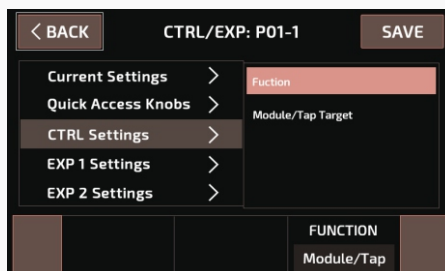 < BACK
CTRL/EXP: P01-1
SAVE
Current Settings >
Quick Access Knobs >
CTRL Settings >
EXP 1 Settings >
EXP 2 Settings >
Fuction
Module/Tap Target
FUNCTION
Module/Tap